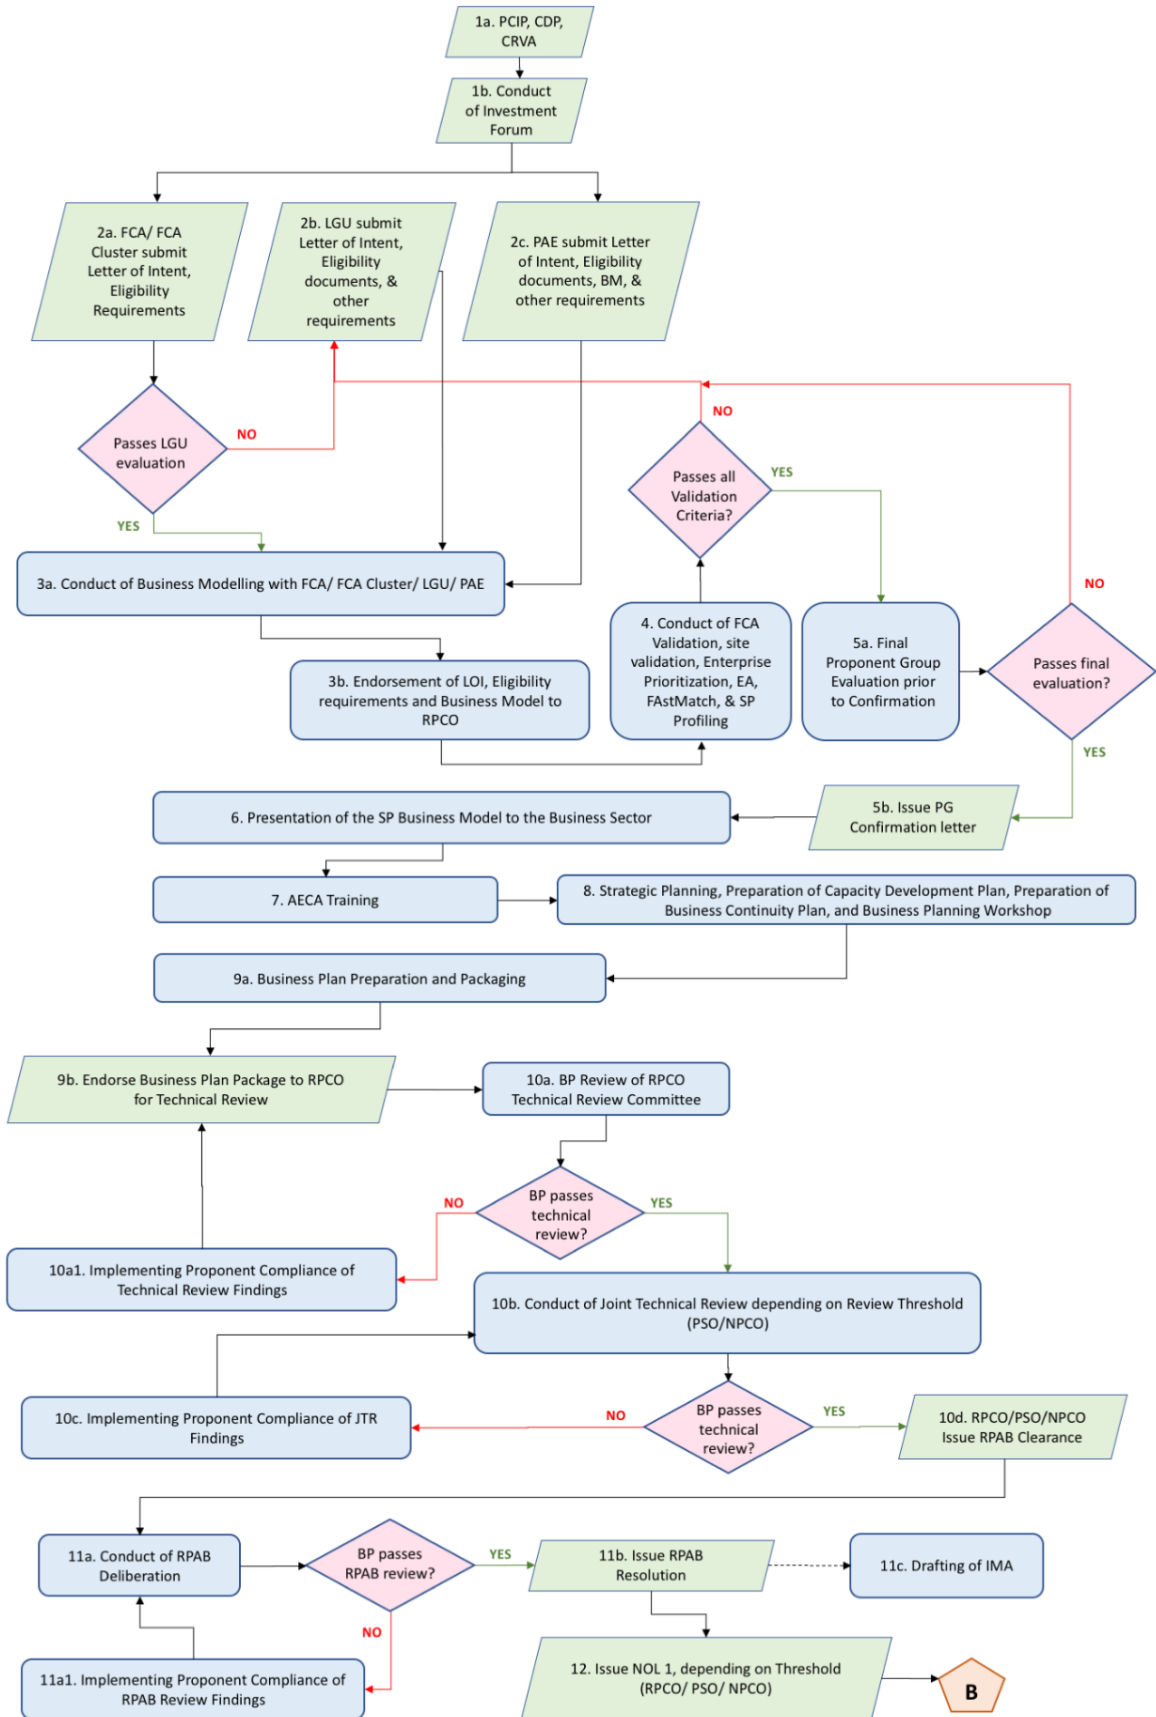 1a. PCIP, CDP,
CRVA
1b. Conduct
of Investment
Forum
2a. FCA/ FCA
Cluster submit
Letter of Intent,
Eligibility
Requirements
2b. LGU submit
Letter of Intent,
Eligibility
documents, &
other
requirements
2c. PAE submit Letter
of Intent, Eligibility
documents, BM, &
other requirements
Passes LGU
evaluation
NO
YES
Passes all
Validation
Criteria?
NO
YES
3a. Conduct of Business Modelling with FCA/ FCA Cluster/ LGU/ PAE
3b. Endorsement of LOI, Eligibility
requirements and Business Model to
RPCO
4. Conduct of FCA
Validation, site
validation, Enterprise
Prioritization, EA,
FAstMatch, & SP
Profiling
5a. Final
Proponent Group
Evaluation prior
to Confirmation
Passes final
evaluation?
NO
YES
5b. Issue PG
Confirmation letter
6. Presentation of the SP Business Model to the Business Sector
7. AECA Training
8. Strategic Planning, Preparation of Capacity Development Plan, Preparation of
Business Continuity Plan, and Business Planning Workshop
9a. Business Plan Preparation and Packaging
9b. Endorse Business Plan Package to RPCO
for Technical Review
10a. BP Review of RPCO
Technical Review Committee
BP passes
technical
review?
NO
YES
10a1. Implementing Proponent Compliance of
Technical Review Findings
10b. Conduct of Joint Technical Review depending on Review Threshold
(PSO/NPCO)
10c. Implementing Proponent Compliance of JTR
Findings
NO
BP passes
technical
review?
YES
10d. RPCO/PSO/NPCO
Issue RPAB Clearance
11a. Conduct of RPAB
Deliberation
BP passes
RPAB review?
YES
NO
11b. Issue RPAB
Resolution
11c. Drafting of IMA
11a1. Implementing Proponent Compliance of
RPAB Review Findings
12. Issue NOL 1, depending on Threshold
(RPCO/ PSO/ NPCO)
B